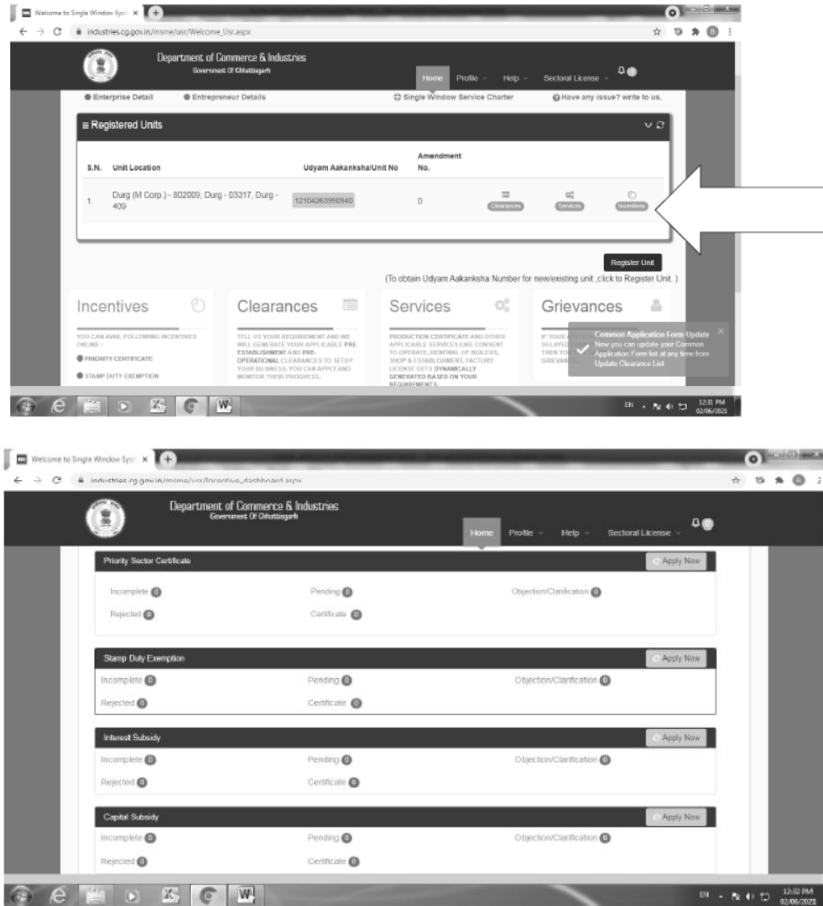 Welcome to Single Window Syst
industries.cg.gov.in/msme/usr/Welcome_Usr.aspx
Department of Commerce & Industries
Government Of Chhattisgarh
Home Profile Help Sectoral License 0
Enterprise Detail Entrepreneur Details Single Window Service Charter Have any issue? write to us.
Registered Units
S.N. Unit Location Udyam Aakanksha/Unit No Amendment No.
1. Durg (M Corp.) - 802009, Durg - 03317, Durg - 409 12104263990940 0 Clearances Services Incentives
Register Unit
(To obtain Udyam Aakanksha Number for new/existing unit ,click to Register Unit. )
Incentives Clearances Services Grievances
YOU CAN AVAIL FOLLOWING INCENTIVES ONLINE :
PRIORITY CERTIFICATE
STAMP DUTY EXEMPTION
TELL US YOUR REQUIREMENT AND WE
WILL GENERATE YOUR APPLICABLE PRE
ESTABLISHMENT AND PRE-
OPERATIONAL CLEARANCES TO SETUP
YOUR BUSINESS. YOU CAN APPLY AND
MONITOR THEIR PROGRESS.
PRODUCTION CERTIFICATE AND OTHER
APPLICABLE SERVICES LIKE CONSENT
TO OPERATE, RENEWAL OF BOILERS,
SHOP & ESTABLISHMENT, FACTORY
LICENSE GETS DYNAMICALLY
GENERATED BASED ON YOUR
REQUIREMENTS.
IF YOUR
DELAYED
THEN YOU
GRIEVANCE
Common Application Form Update
Now you can update your Common
Application Form list at any time from
Update Clearance List
EN 12:31 PM
02/06/2021
Welcome to Single Window Syst
industries.cg.gov.in/msme/usr/Incentive_dashboard.aspx
Department of Commerce & Industries
Government Of Chhattisgarh
Home Profile Help Sectoral License 0
Priority Sector Certificate Apply Now
Incomplete 0 Pending 0 Objection/Clarification 0
Rejected 0 Certificate 0
Stamp Duty Exemption Apply Now
Incomplete 0 Pending 0 Objection/Clarification 0
Rejected 0 Certificate 0
Interest Subsidy Apply Now
Incomplete 0 Pending 0 Objection/Clarification 0
Rejected 0 Certificate 0
Capital Subsidy Apply Now
Incomplete 0 Pending 0 Objection/Clarification 0
Rejected 0 Certificate 0
EN 12:32 PM
02/06/2021